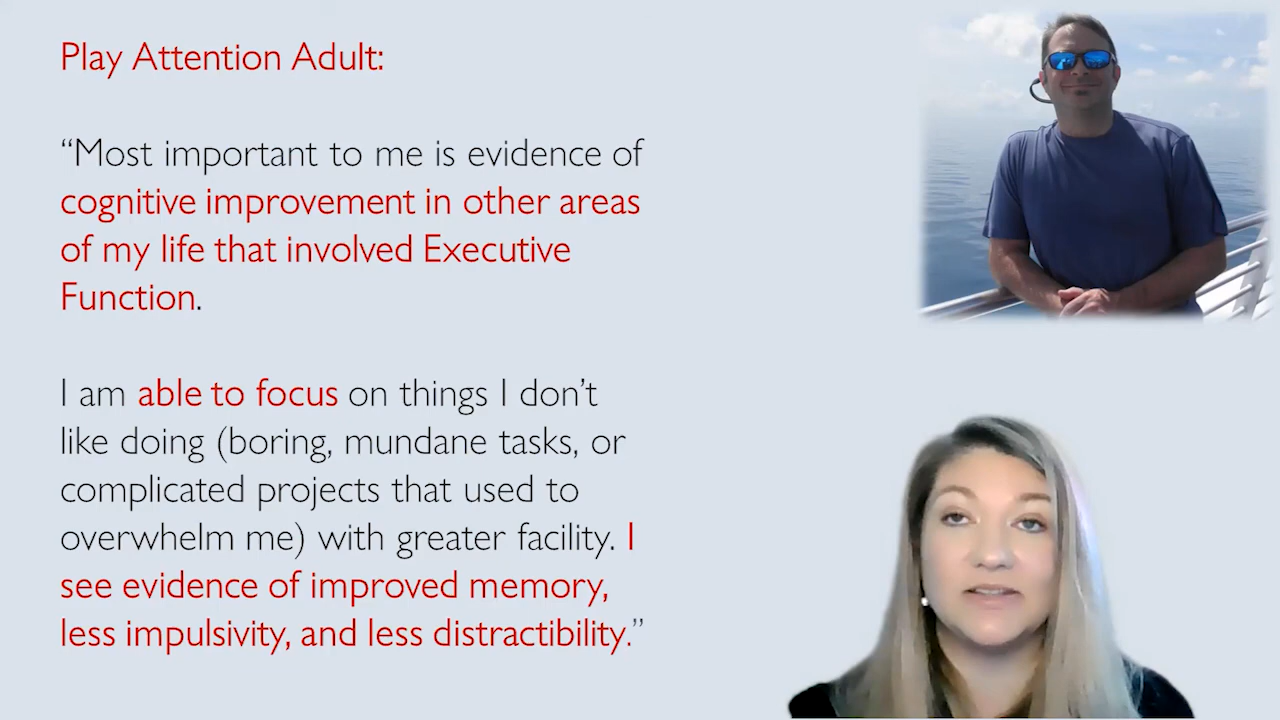 Play Attention Adult:
“Most important to me is evidence of
cognitive improvement in other areas
of my life that involved Executive
Function.
I am able to focus on things I don’t
like doing (boring, mundane tasks, or
complicated projects that used to
overwhelm me) with greater facility. I
see evidence of improved memory,
less impulsivity, and less distractibility.”